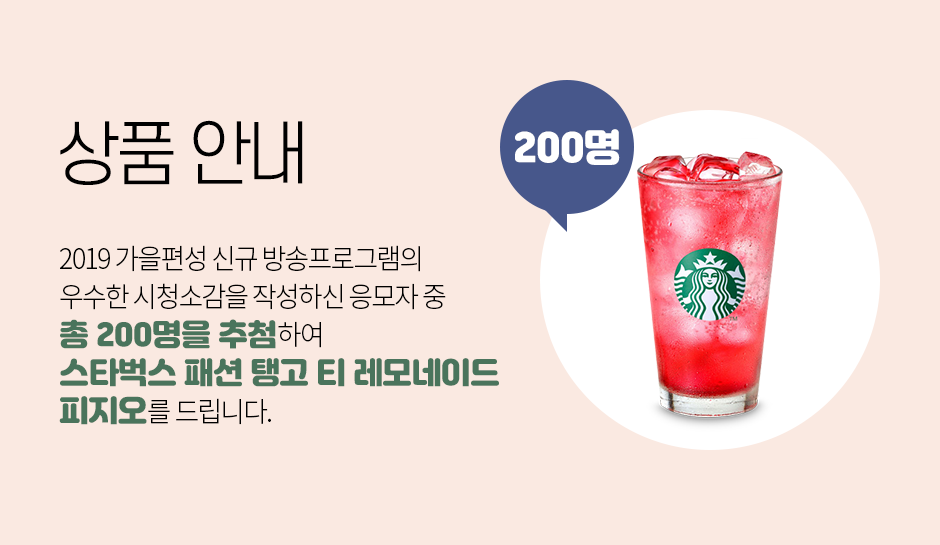 상품 안내
200명
2019 가을편성 신규 방송프로그램의
우수한 시청소감을 작성하신 응모자 중
총 200명을 추첨하여
스타벅스 패션 탱고 티 레모네이드
피지오를 드립니다.
TM